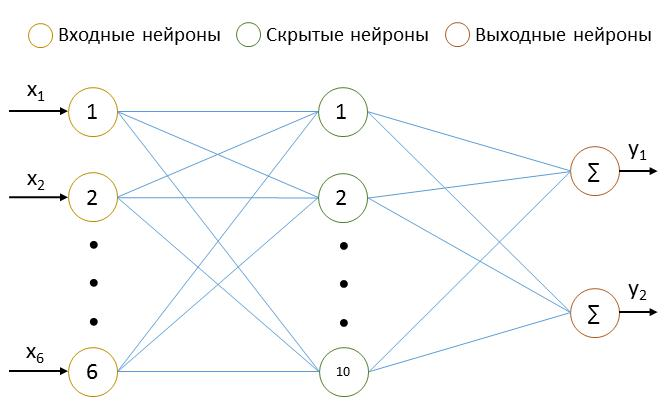 Входные нейроны Скрытые нейроны Выходные нейроны
x1
1 1
y1
∑
x2
2 2
y2
∑
x6
6 10